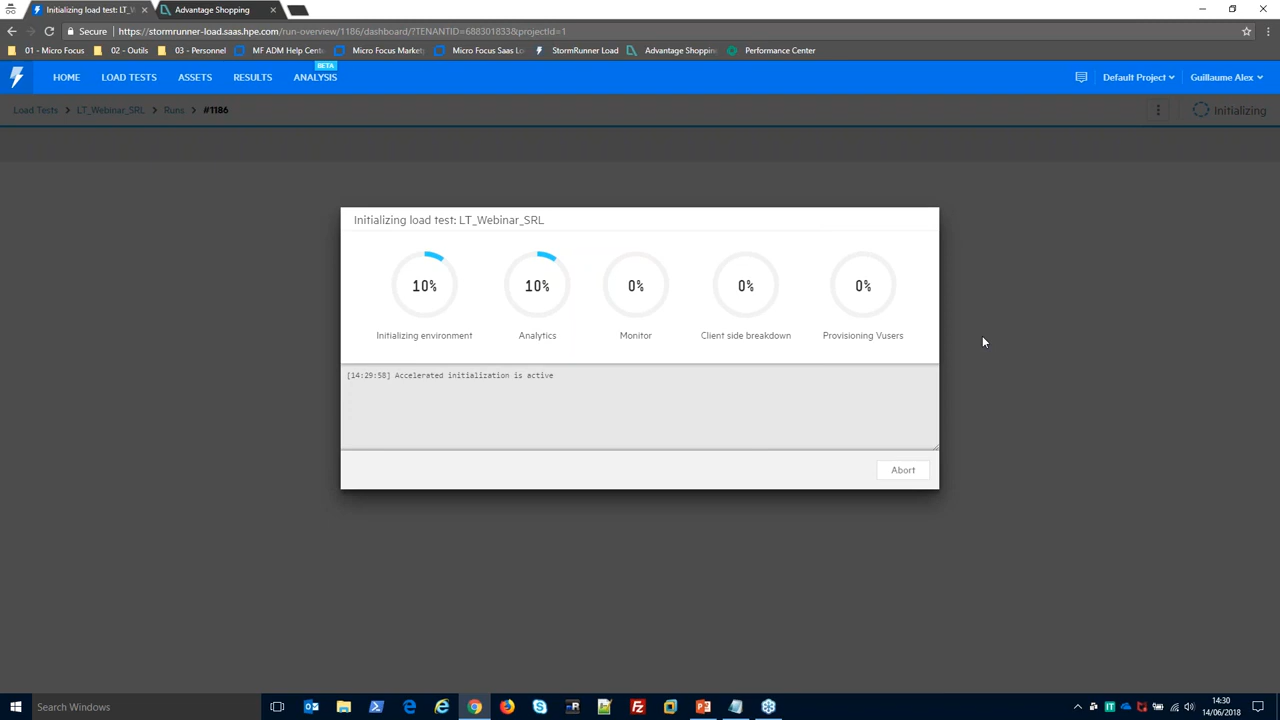 Initializing load test: LT_W
Advantage Shopping
Secure https://stormrunner-load.saas.hpe.com/run-overview/1186/dashboard/?TENANTID=688301833&projectId=1
01 - Micro Focus 02 - Outils 03 - Personnel MF ADM Help Cent Micro Focus Market Micro Focus Saas Lo StormRunner Load Advantage Shoppin Performance Center
BETA
HOME LOAD TESTS ASSETS RESULTS ANALYSIS Default Project Guillaume Alex
Load Tests > LT_Webinar_SRL > Runs > #1186 Initializing
Initializing load test: LT_Webinar_SRL
10% 10% 0% 0% 0%
Initializing environment Analytics Monitor Client side breakdown Provisioning Vusers
[14:29:58] Accelerated initialization is active
Abort
Search Windows
14:30
14/06/2018